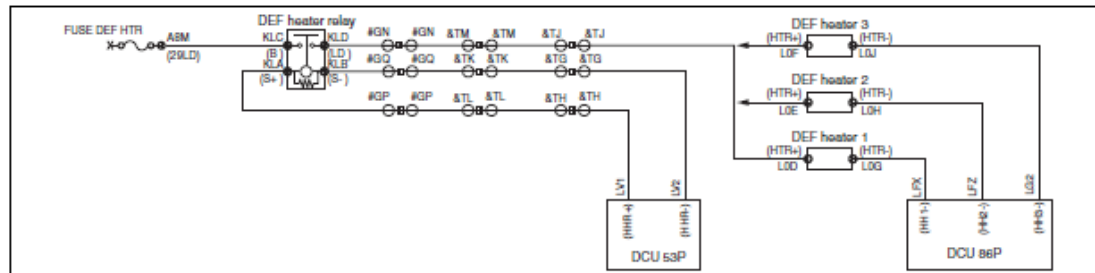 FUSE DEF HTR
A8M
(29LD)
DEF heater relay
KLC
KLD
(B)
(LD)
KLA
KLB
(S+)
(S-)
#GN #GN &TM &TM &TJ &TJ
#GQ #GQ &TK &TK &TG &TG
#GP #GP &TL &TL &TH &TH
DEF heater 3
(HTR+) (HTR-)
L0F L0J
DEF heater 2
(HTR+) (HTR-)
L0E L0H
DEF heater 1
(HTR+) (HTR-)
L0D L0G
LV1 LV2
(HHR+) (HHR-)
DCU 53P
LFX LFZ LG2
(HH1-) (HH2-) (HH3-)
DCU 86P